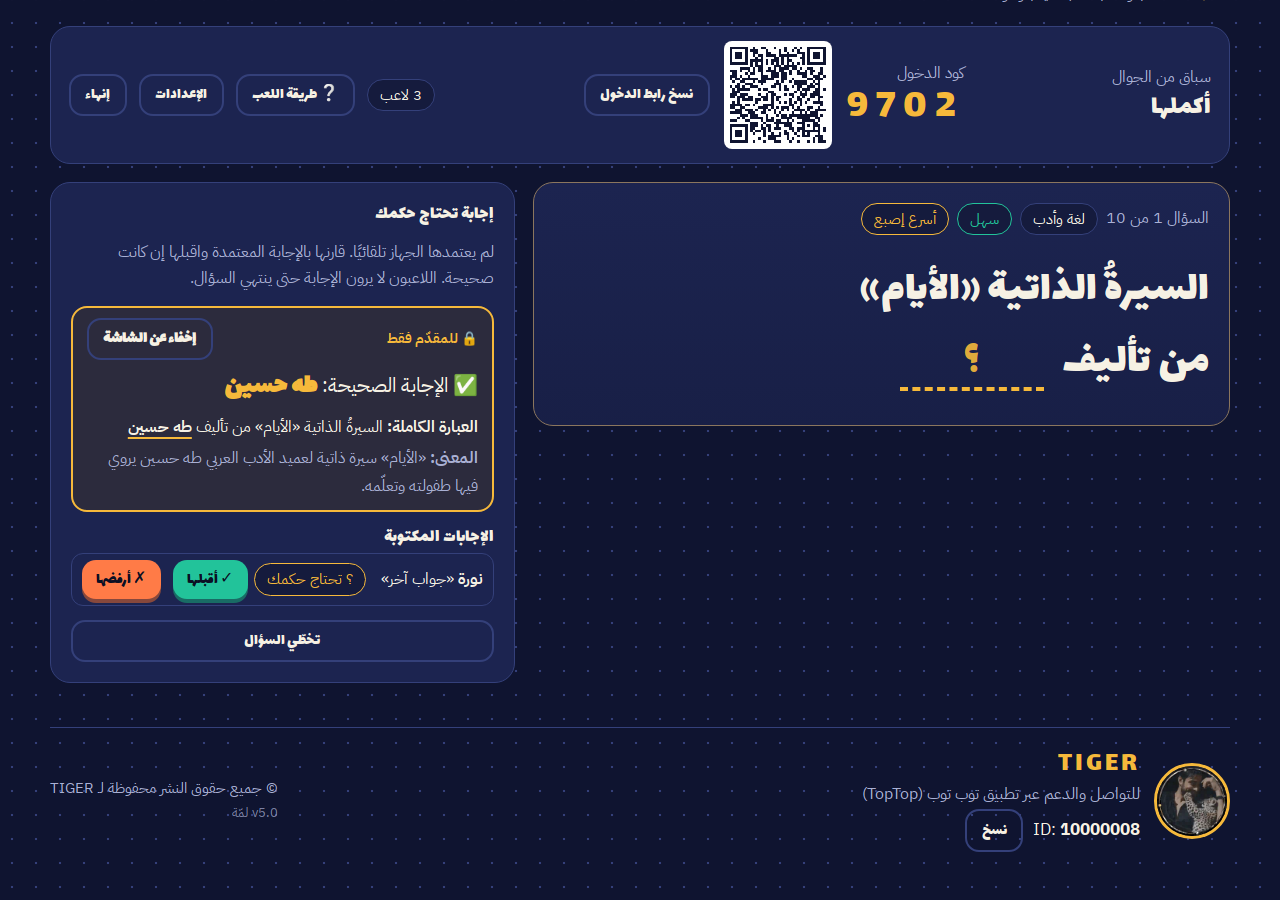 سباق من الجوال
أكملها
كود الدخول
9702
نسخ رابط الدخول
3 لاعب
❔ طريقة اللعب
الإعدادات
إنهاء
السؤال 1 من 10
لغة وأدب
سهل
أسرع إصبع
السيرةُ الذاتية «الأيام»
من تأليف ؟
إجابة تحتاج حكمك
لم يعتمدها الجهاز تلقائيًا. قارنها بالإجابة المعتمدة واقبلها إن كانت
صحيحة. اللاعبون لا يرون الإجابة حتى ينتهي السؤال.
🔒 للمقدّم فقط
إخفاء عن الشاشة
✅ الإجابة الصحيحة: طه حسين
العبارة الكاملة: السيرةُ الذاتية «الأيام» من تأليف طه حسين
المعنى: «الأيام» سيرة ذاتية لعميد الأدب العربي طه حسين يروي
فيها طفولته وتعلّمه.
الإجابات المكتوبة
نورة «جواب آخر»
؟ تحتاج حكمك
✓ أقبلها
✗ أرفضها
تخطّي السؤال
TIGER
للتواصل والدعم عبر تطبيق توب توب (TopTop)
ID: 10000008
نسخ
© جميع حقوق النشر محفوظة لـ TIGER
v5.0 لمّة